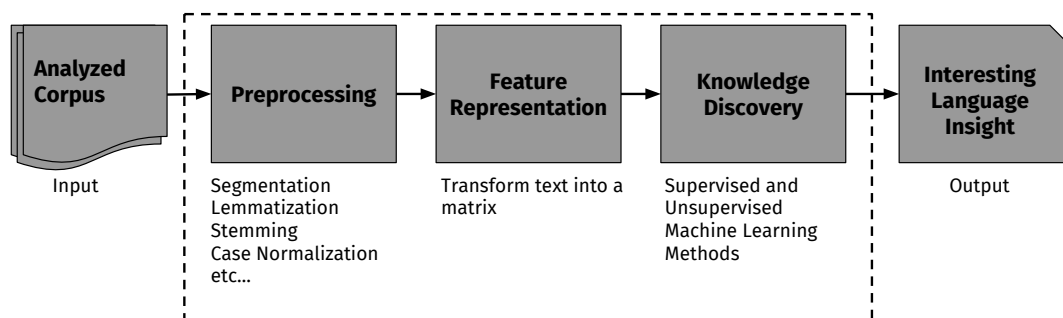 Analyzed
Corpus
Preprocessing
Feature
Representation
Knowledge
Discovery
Interesting
Language
Insight
Input
Segmentation
Lemmatization
Stemming
Case Normalization
etc...
Transform text into a
matrix
Supervised and
Unsupervised
Machine Learning
Methods
Output